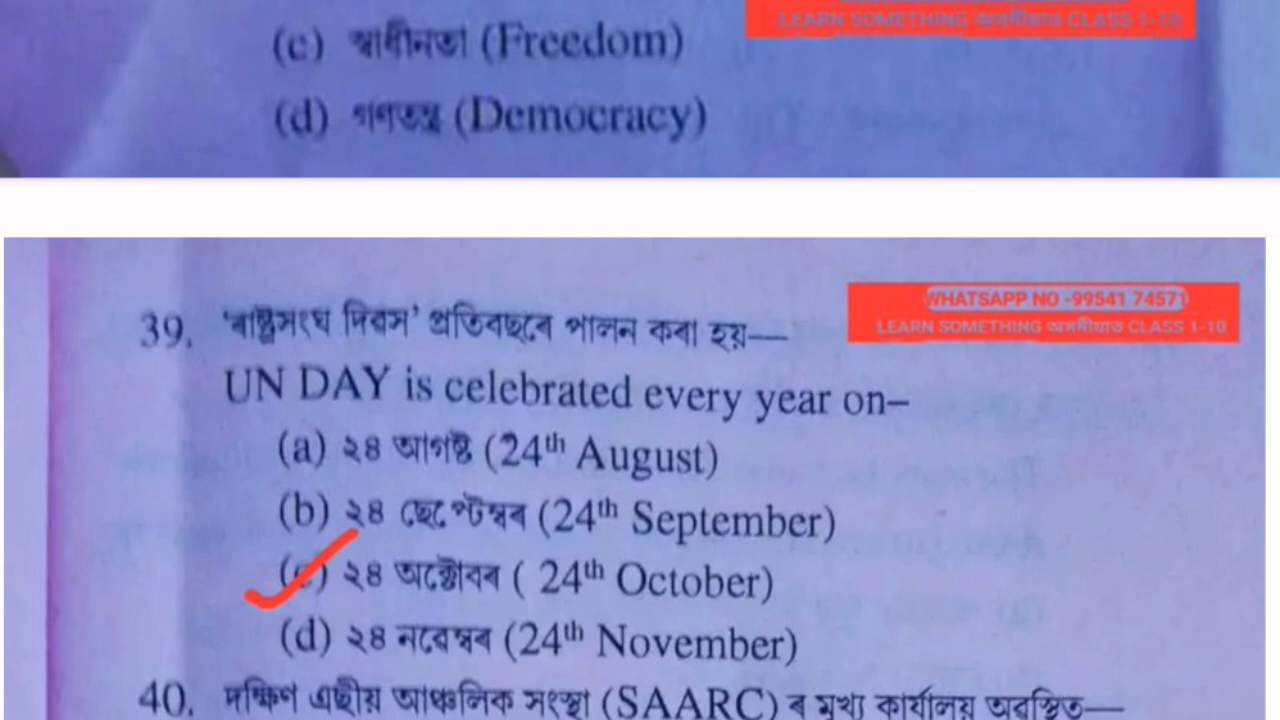 LEARN SOMETHING অসমীয়াত CLASS 1-10
(c) স্বাধীনতা (Freedom)
(d) গণতন্ত্ৰ (Democracy)
WHATSAPP NO -99541 74571
LEARN SOMETHING অসমীয়াত CLASS 1-10
39. 'ৰাষ্ট্ৰসংঘ দিৱস' প্ৰতিবছৰে পালন কৰা হয়—
UN DAY is celebrated every year on–
(a) ২৪ আগষ্ট (24th August)
(b) ২৪ ছেপ্টেম্বৰ (24th September)
(c) ২৪ অক্টোবৰ ( 24th October)
(d) ২৪ নৱেম্বৰ (24th November)
40. দক্ষিণ এছীয় আঞ্চলিক সংস্থা (SAARC) ৰ মুখ্য কাৰ্যালয় অৱস্থিত—